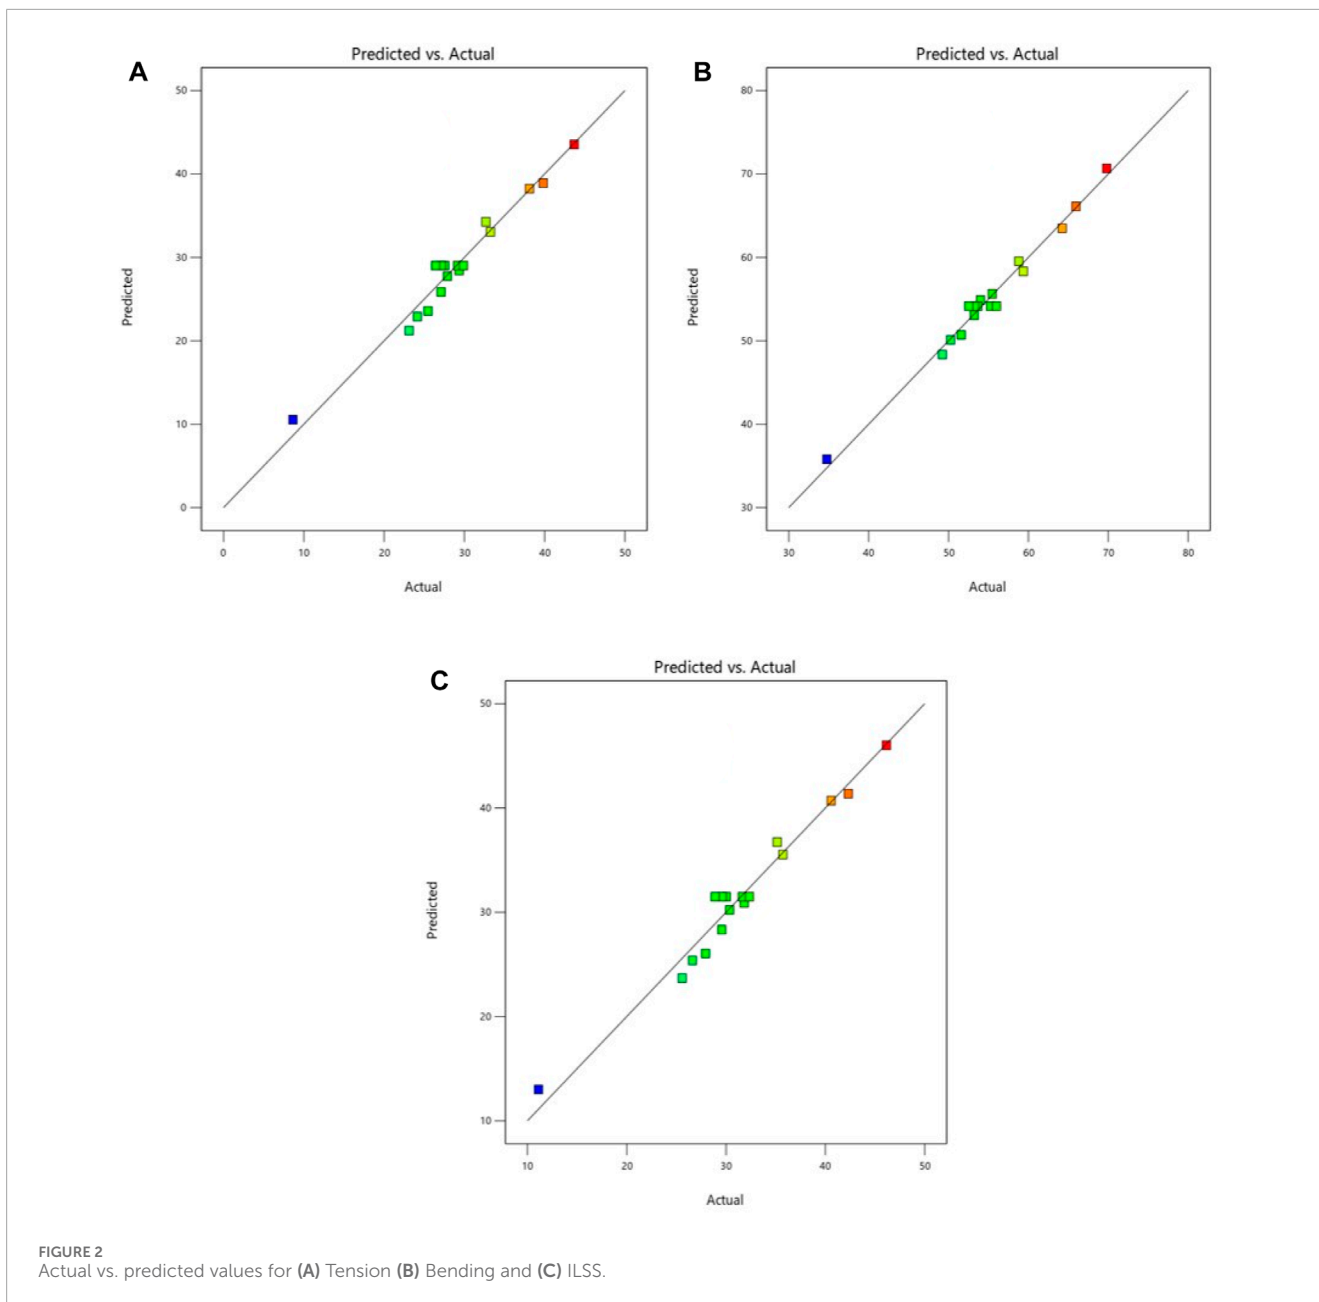 Predicted vs. Actual
A
50
40
30
20
10
0
Predicted
0 10 20 30 40 50
Actual
Predicted vs. Actual
B
80
70
60
50
40
30
Predicted
30 40 50 60 70 80
Actual
Predicted vs. Actual
C
50
40
30
20
10
Predicted
10 20 30 40 50
Actual
FIGURE 2
Actual vs. predicted values for (A) Tension (B) Bending and (C) ILSS.